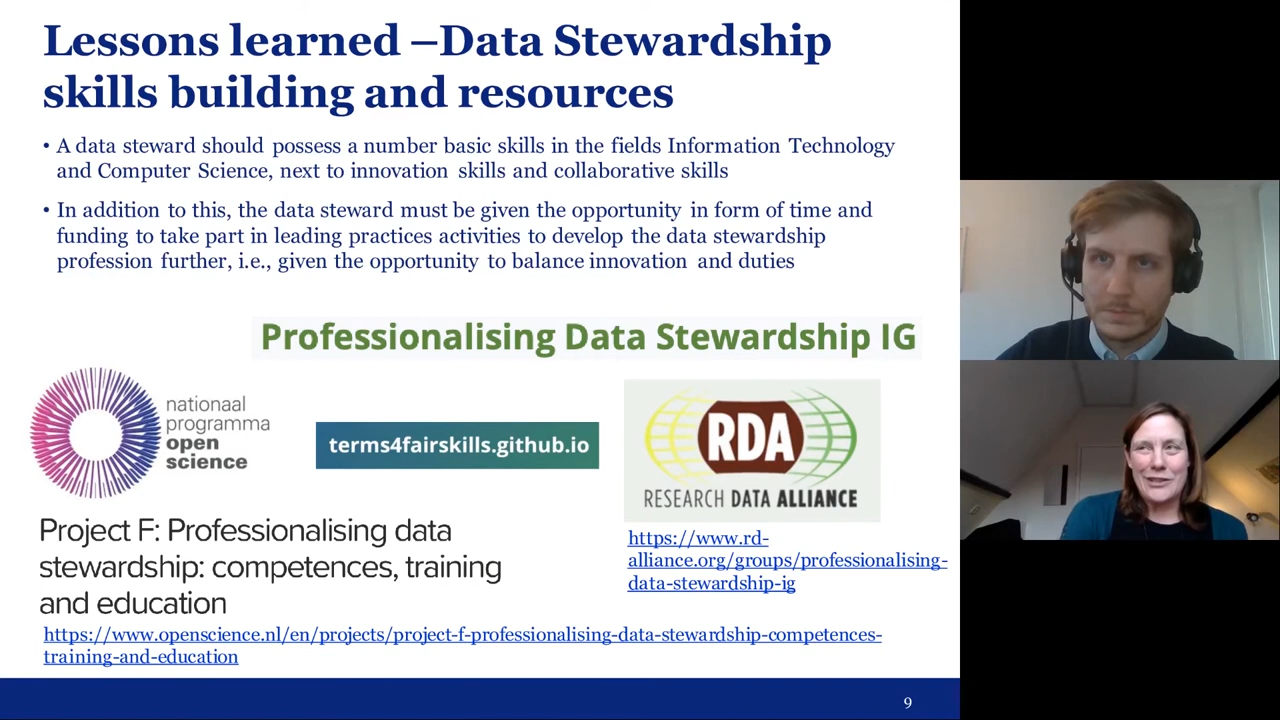 Lessons learned –Data Stewardship
skills building and resources
• A data steward should possess a number basic skills in the fields Information Technology
and Computer Science, next to innovation skills and collaborative skills
• In addition to this, the data steward must be given the opportunity in form of time and
funding to take part in leading practices activities to develop the data stewardship
profession further, i.e., given the opportunity to balance innovation and duties
Professionalising Data Stewardship IG
nationaal
programma
open
science
terms4fairskills.github.io
RDA
RESEARCH DATA ALLIANCE
Project F: Professionalising data
stewardship: competences, training
and education
https://www.rd-
alliance.org/groups/professionalising-
data-stewardship-ig
https://www.openscience.nl/en/projects/project-f-professionalising-data-stewardship-competences-
training-and-education
9